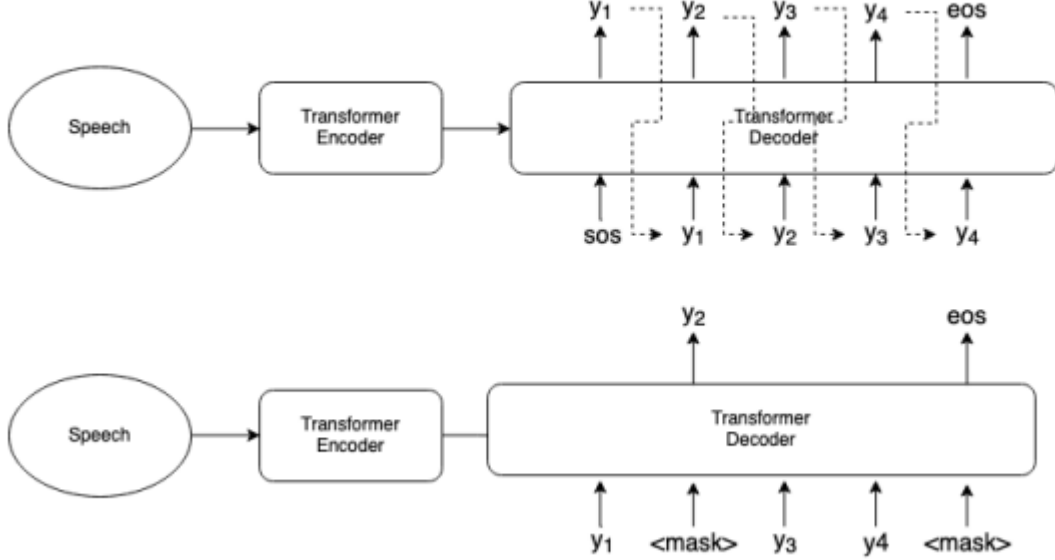 y1 y2 y3 y4 eos
Speech
Transformer
Encoder
Transformer
Decoder
sos y1 y2 y3 y4
y2 eos
Speech
Transformer
Encoder
Transformer
Decoder
y1 <mask> y3 y4 <mask>